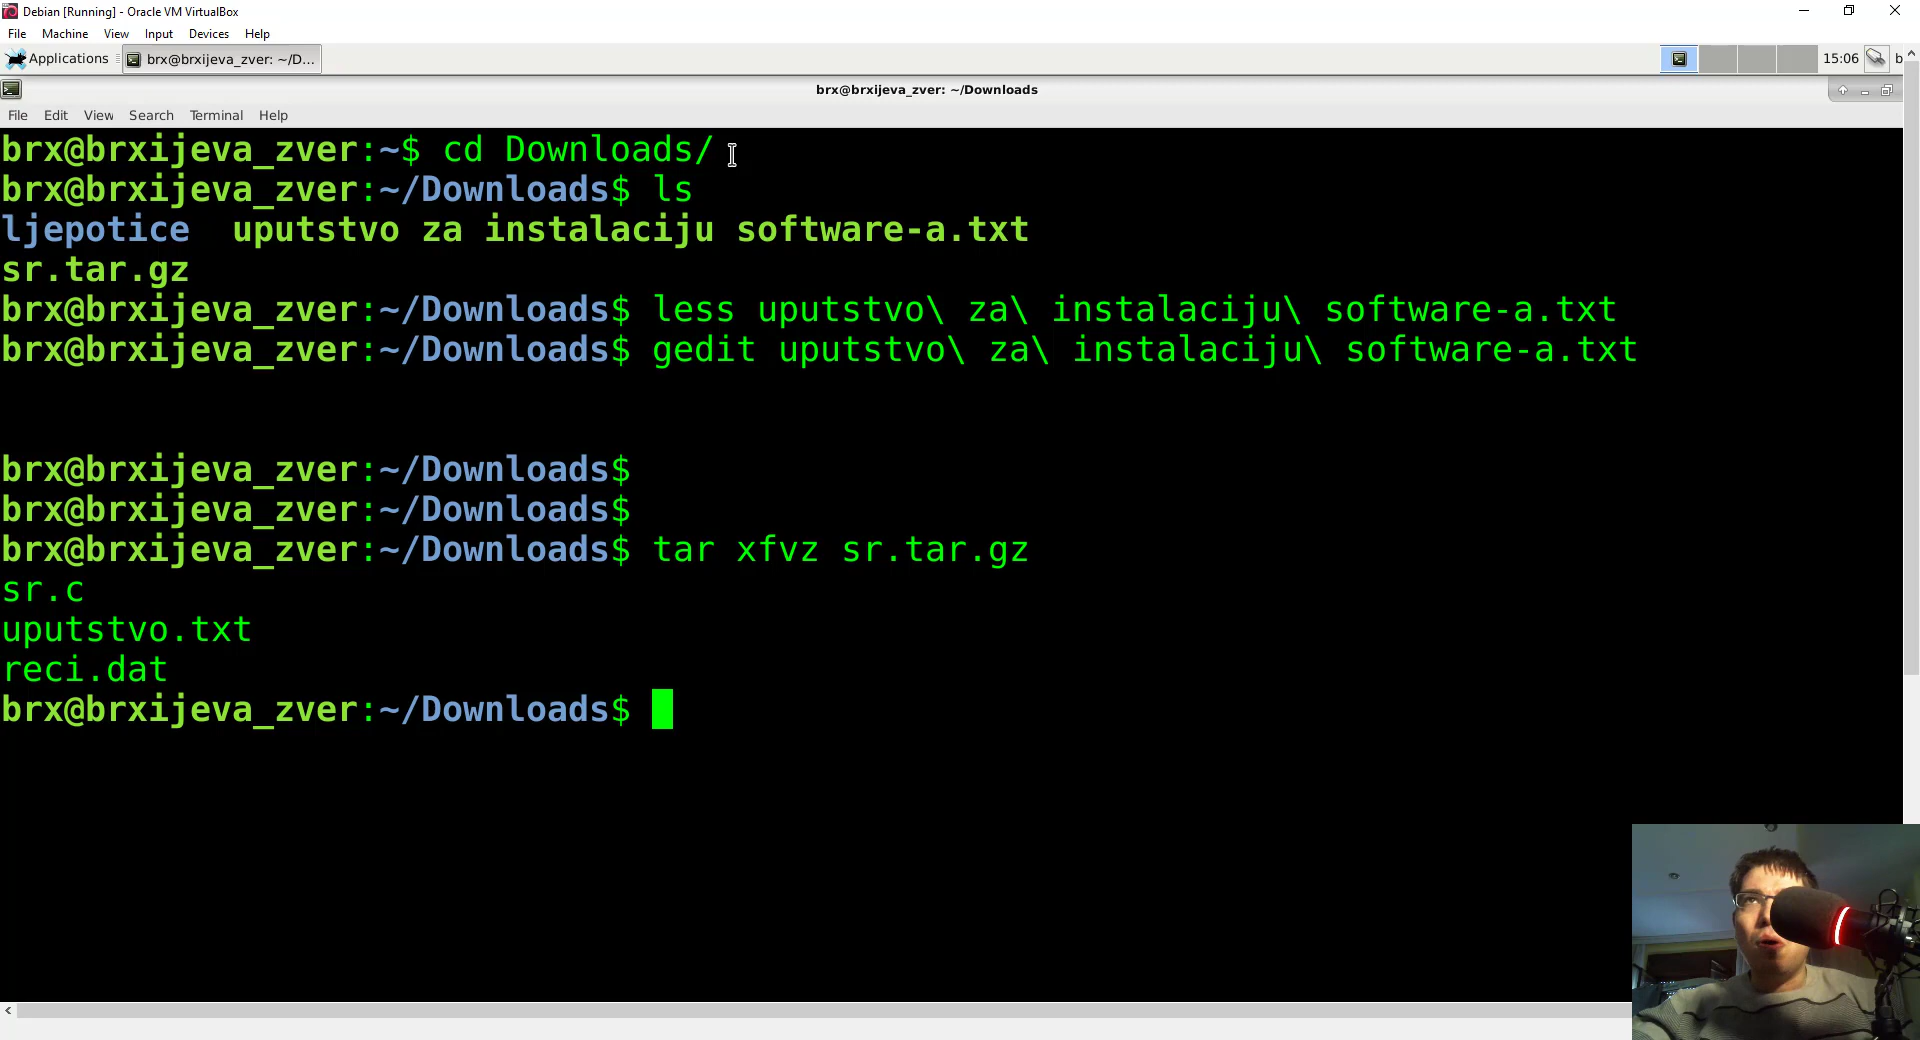 Debian [Running] - Oracle VM VirtualBox
File Machine View Input Devices Help
Applications brx@brxijeva_zver: ~/D... 15:06 b
brx@brxijeva_zver: ~/Downloads
File Edit View Search Terminal Help
brx@brxijeva_zver:~$ cd Downloads/
brx@brxijeva_zver:~/Downloads$ ls
ljepotice uputstvo za instalaciju software-a.txt
sr.tar.gz
brx@brxijeva_zver:~/Downloads$ less uputstvo\ za\ instalaciju\ software-a.txt
brx@brxijeva_zver:~/Downloads$ gedit uputstvo\ za\ instalaciju\ software-a.txt
brx@brxijeva_zver:~/Downloads$
brx@brxijeva_zver:~/Downloads$
brx@brxijeva_zver:~/Downloads$ tar xfvz sr.tar.gz
sr.c
uputstvo.txt
reci.dat
brx@brxijeva_zver:~/Downloads$